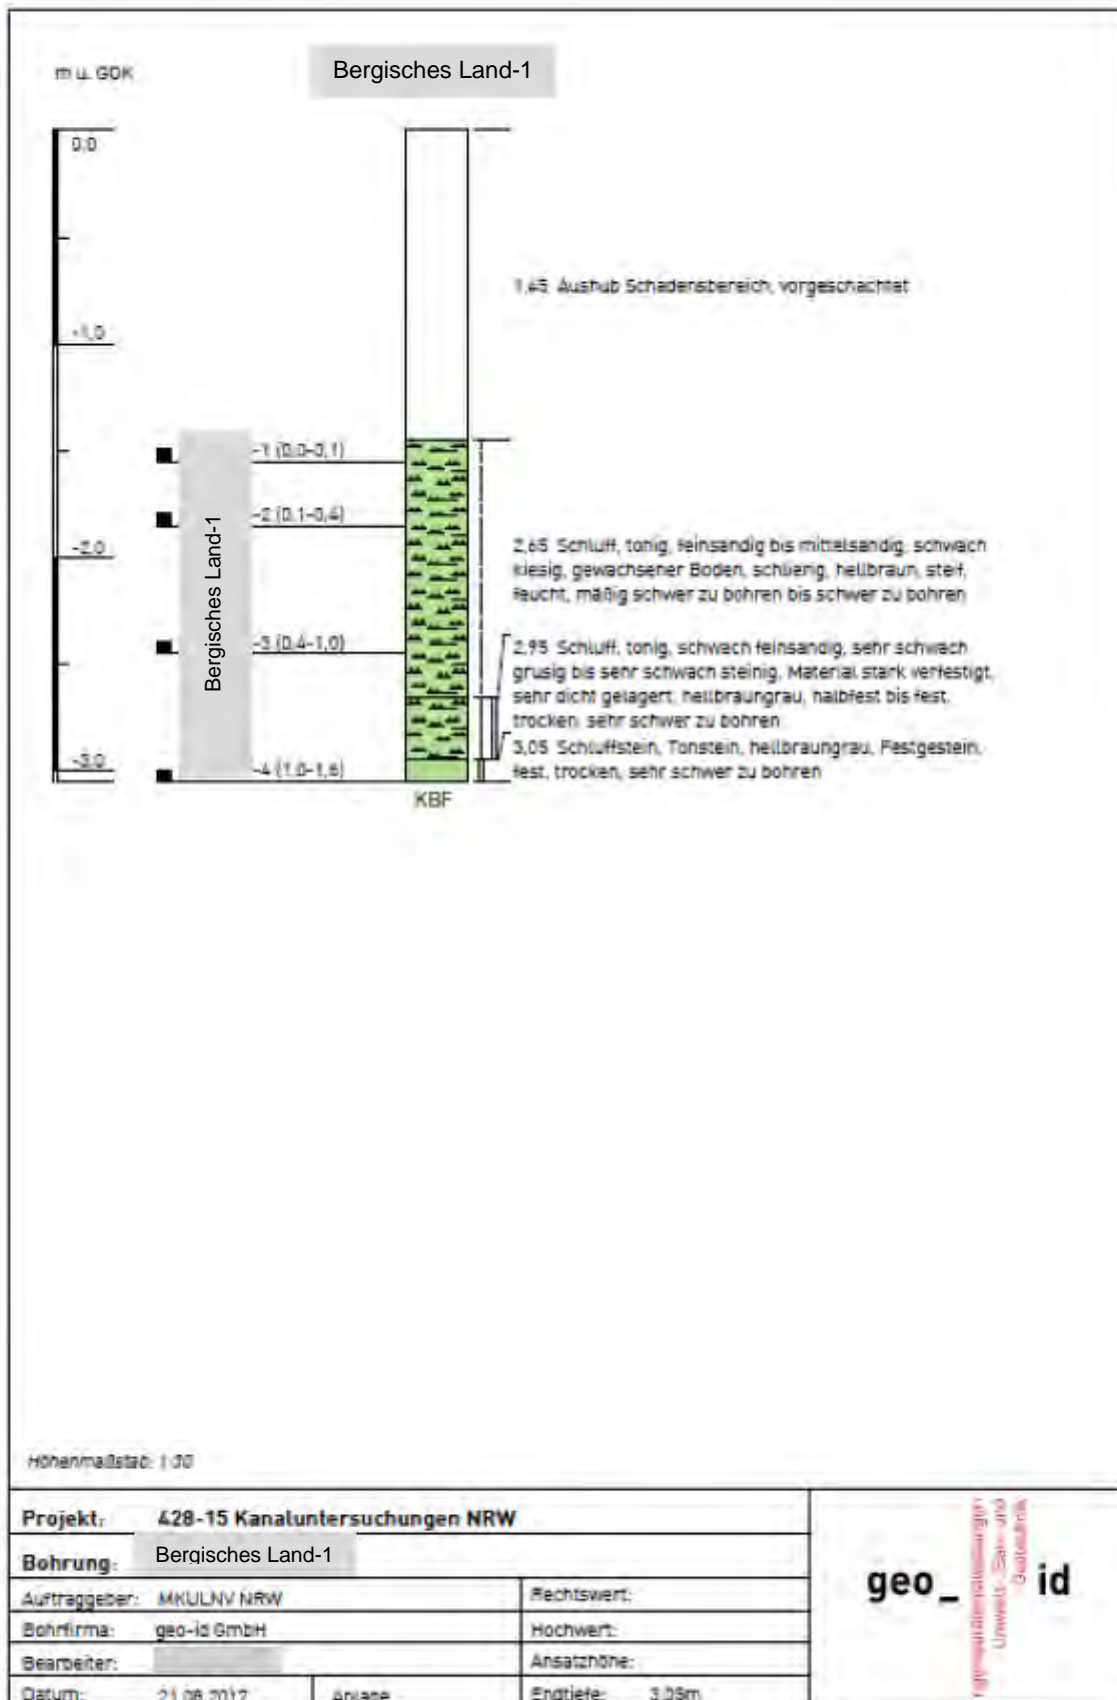 m u. GOK
Bergisches Land-1
0,0
1,45 Aushub Schadensbereich, vorgeschachtet
-1,0
-1 (0,0-0,1)
-2 (0,1-0,4)
-2,0
Bergisches Land-1
2,65 Schluff, tonig, feinsandig bis mittelsandig, schwach
kiesig, gewachsener Boden, schlierig, hellbraun, steif,
feucht, mäßig schwer zu bohren bis schwer zu bohren
-3 (0,4-1,0)
2,95 Schluff, tonig, schwach feinsandig, sehr schwach
grusig bis sehr schwach steinig, Material stark verfestigt,
sehr dicht gelagert, hellbraungrau, halbfest bis fest,
trocken, sehr schwer zu bohren
3,05 Schluffstein, Tonstein, hellbraungrau, Festgestein,
fest, trocken, sehr schwer zu bohren
-3,0
-4 (1,0-1,6)
KBF
Höhenmaßstab: 1:30
Projekt: 428-15 Kanaluntersuchungen NRW
Bohrung: Bergisches Land-1
Auftraggeber: MKULNV NRW
Rechtswert:
Bohrfirma: geo-id GmbH
Hochwert:
Bearbeiter:
Ansatzhöhe:
Datum: 21.08.2012
Anlage
Endtiefe: 3,05m
geo_ id
Umwelt-, Bau- und
Geotechnik